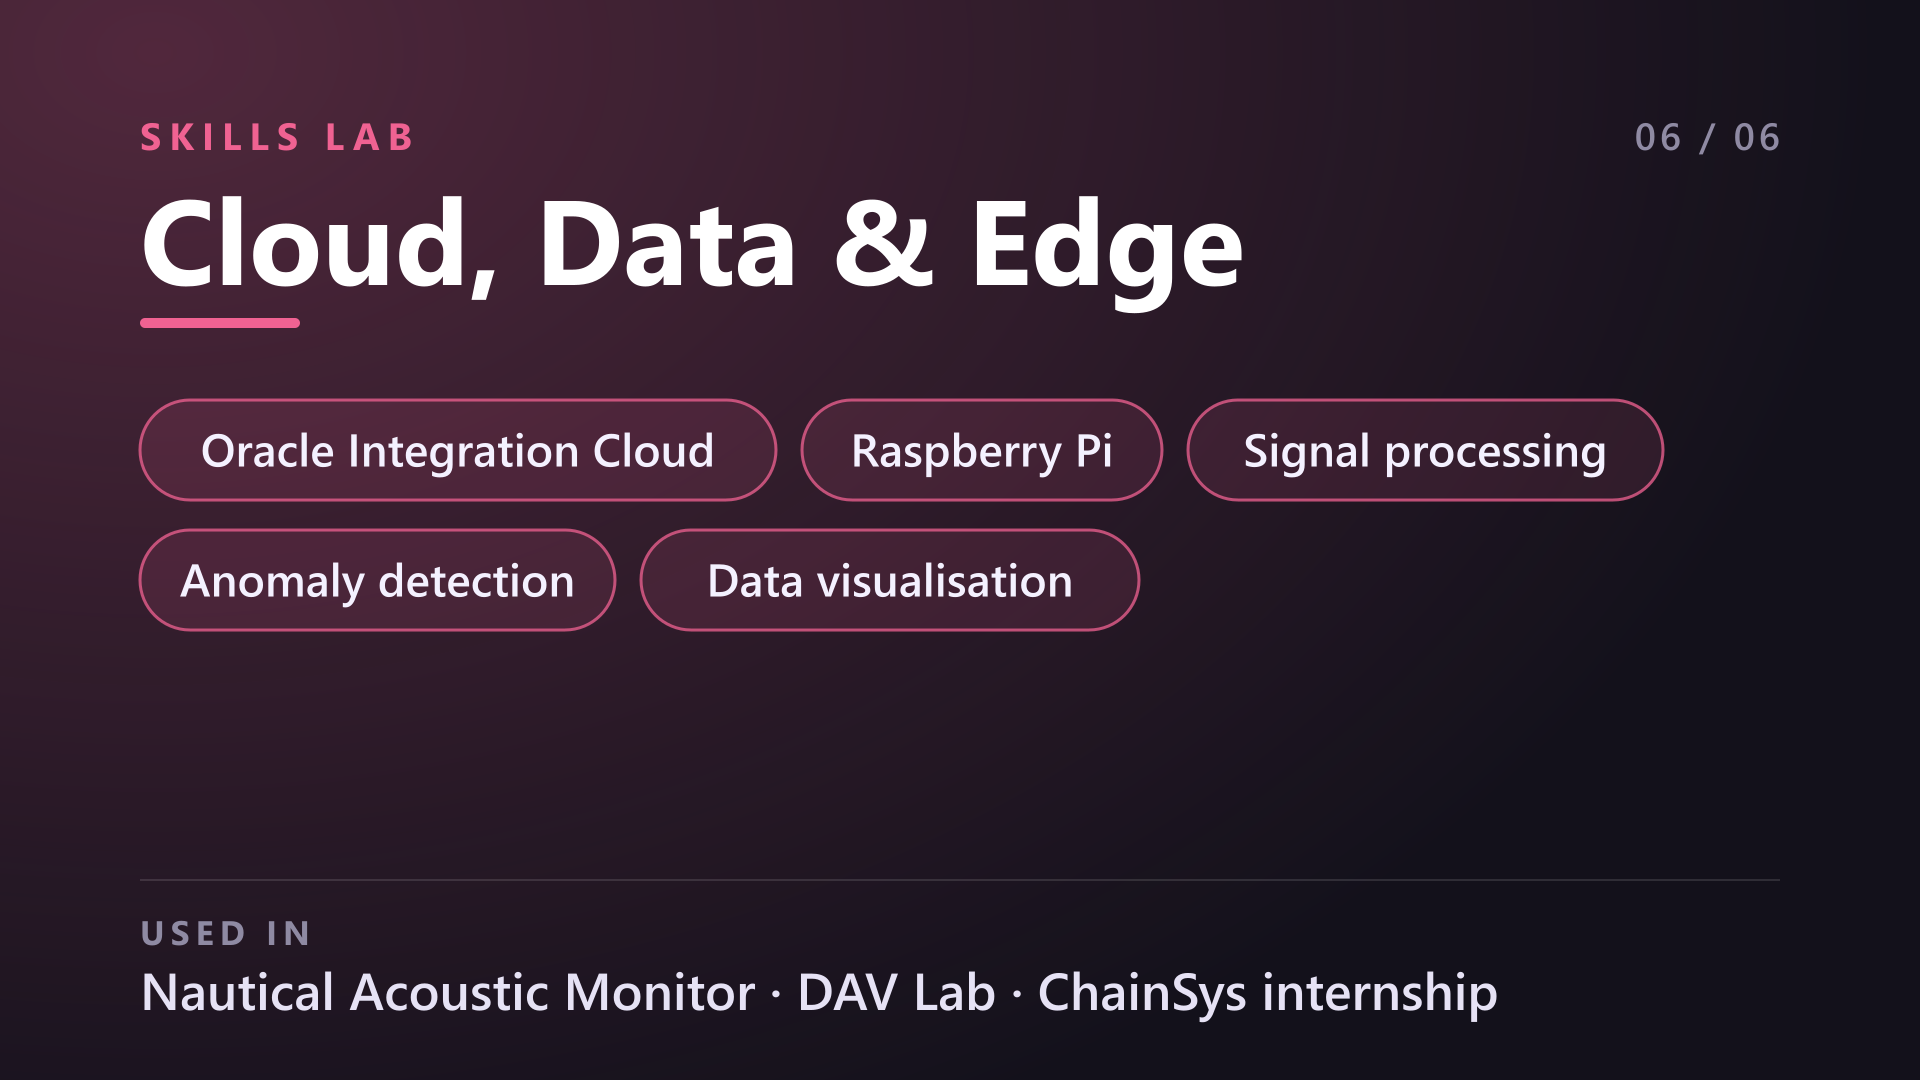 SKILLS LAB
06 / 06
Cloud, Data & Edge
Oracle Integration Cloud
Raspberry Pi
Signal processing
Anomaly detection
Data visualisation
USED IN
Nautical Acoustic Monitor · DAV Lab · ChainSys internship